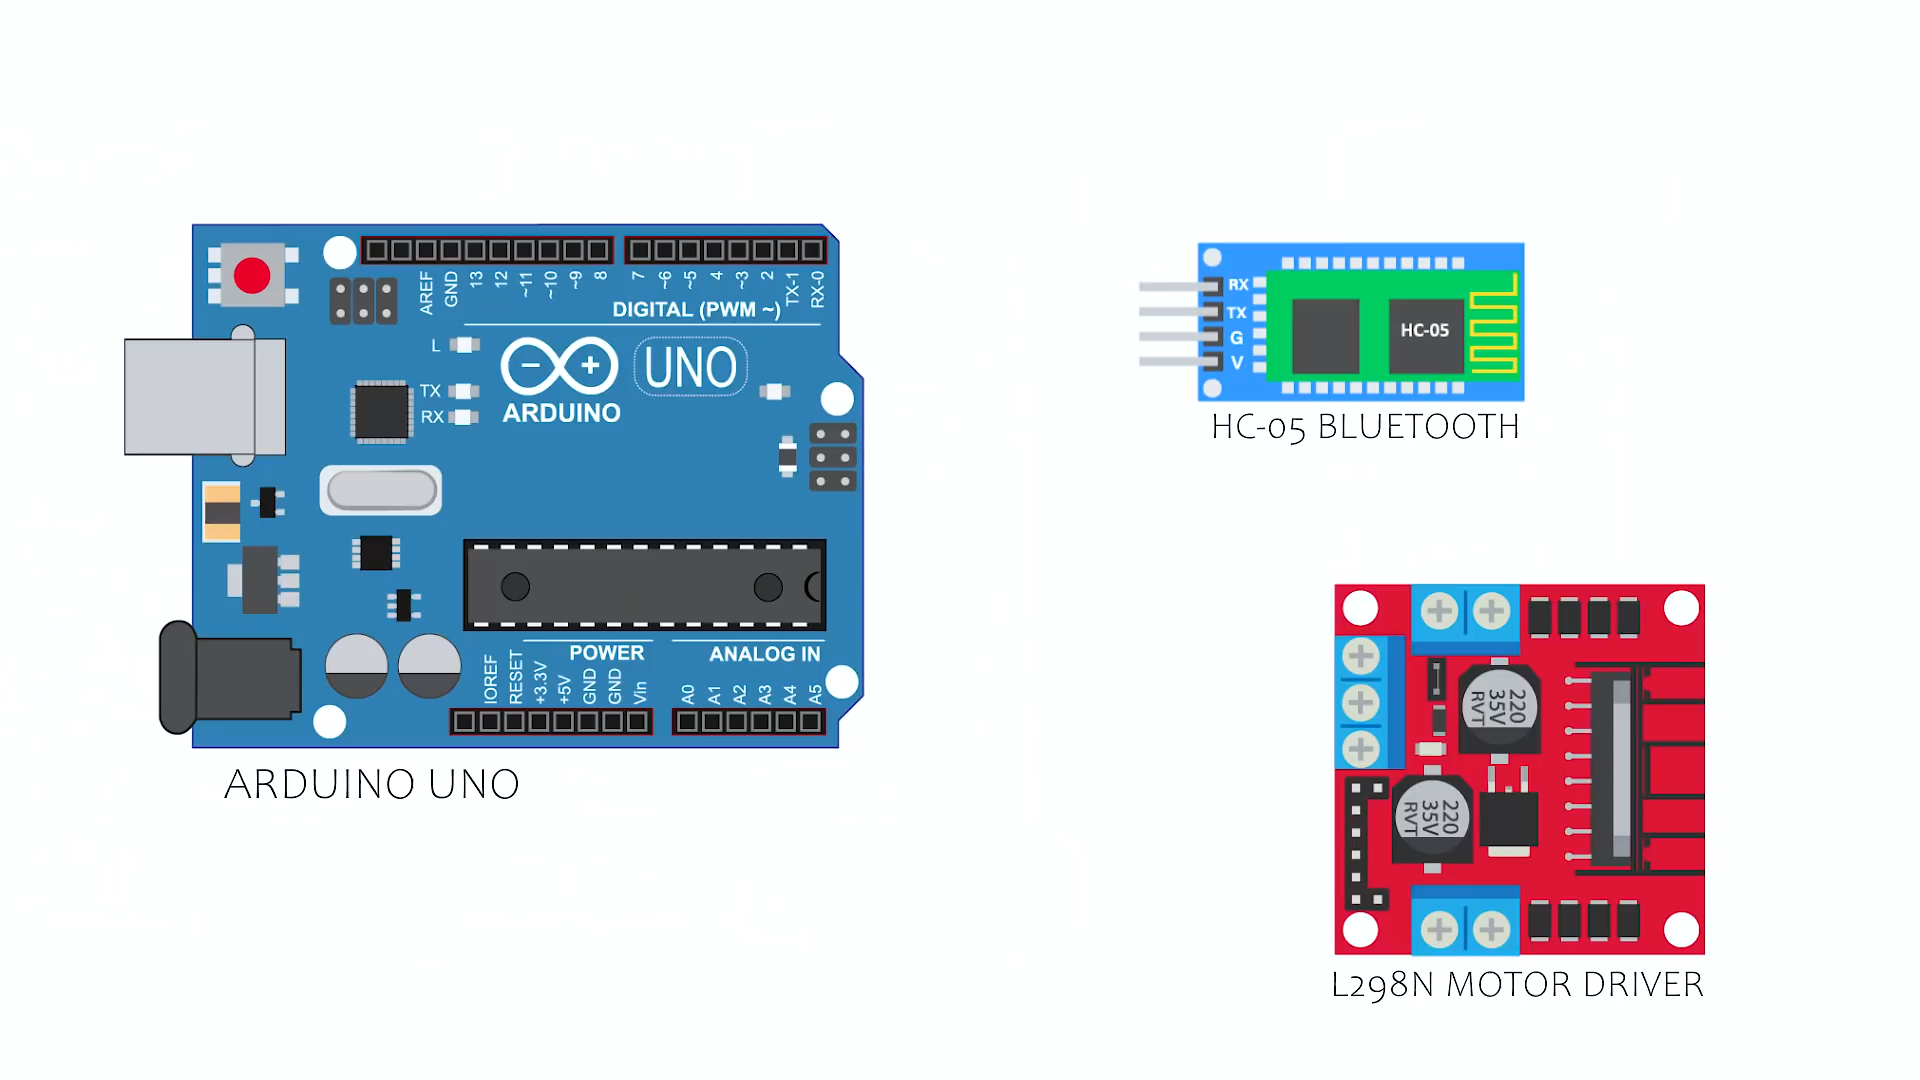 AREF
GND
13
12
~11
~10
~9
8
7
~6
~5
4
~3
2
TX-1
RX-0
DIGITAL (PWM ~)
L
TX
RX
UNO
ARDUINO
POWER
ANALOG IN
IOREF
RESET
+3.3V
+5V
GND
GND
Vin
A0
A1
A2
A3
A4
A5
ARDUINO UNO
RX
TX
G
V
HC-05
HC-05 BLUETOOTH
220
35V
RVT
220
35V
RVT
L298N MOTOR DRIVER